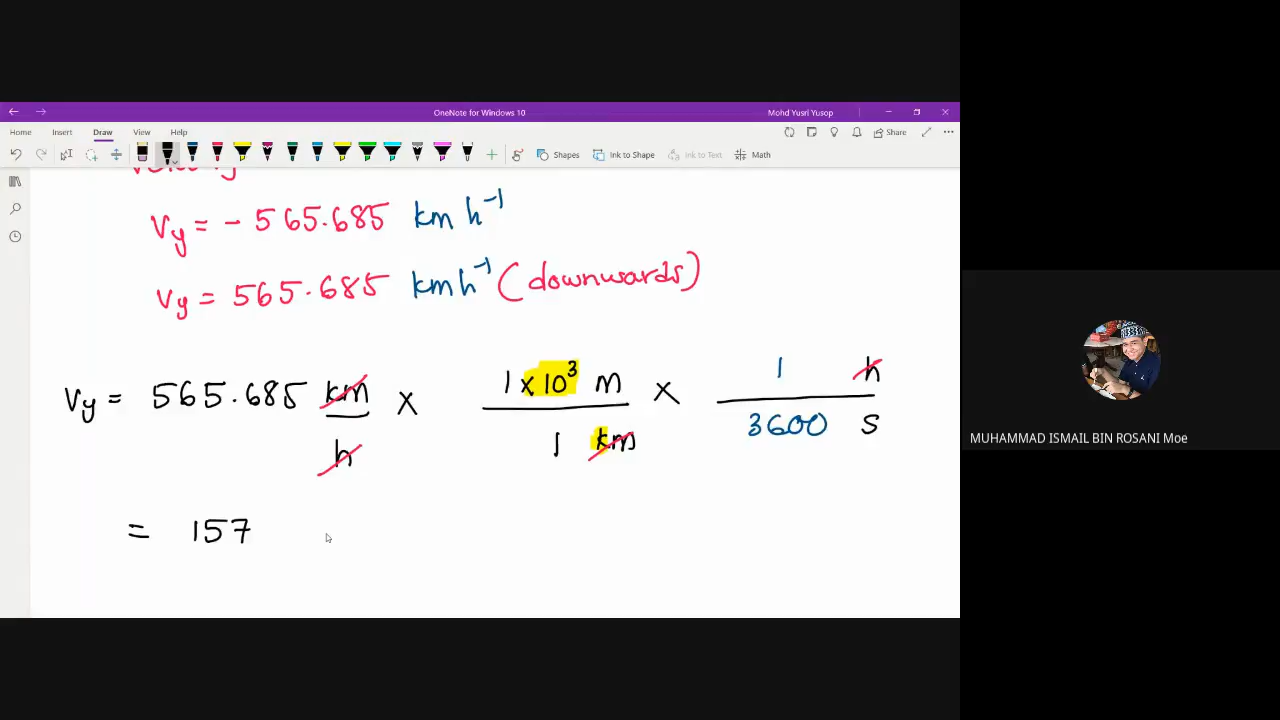 OneNote for Windows 10
Mohd Yusri Yusop
Home Insert Draw View Help
Share
Shapes Ink to Shape Ink to Text Math
Vy = - 565.685 km h⁻¹
Vy = 565.685 kmh⁻¹ (downwards)
Vy = 565.685 km/h × 1 × 10³ m / 1 km × 1 h / 3600 s
= 157
MUHAMMAD ISMAIL BIN ROSANI Moe